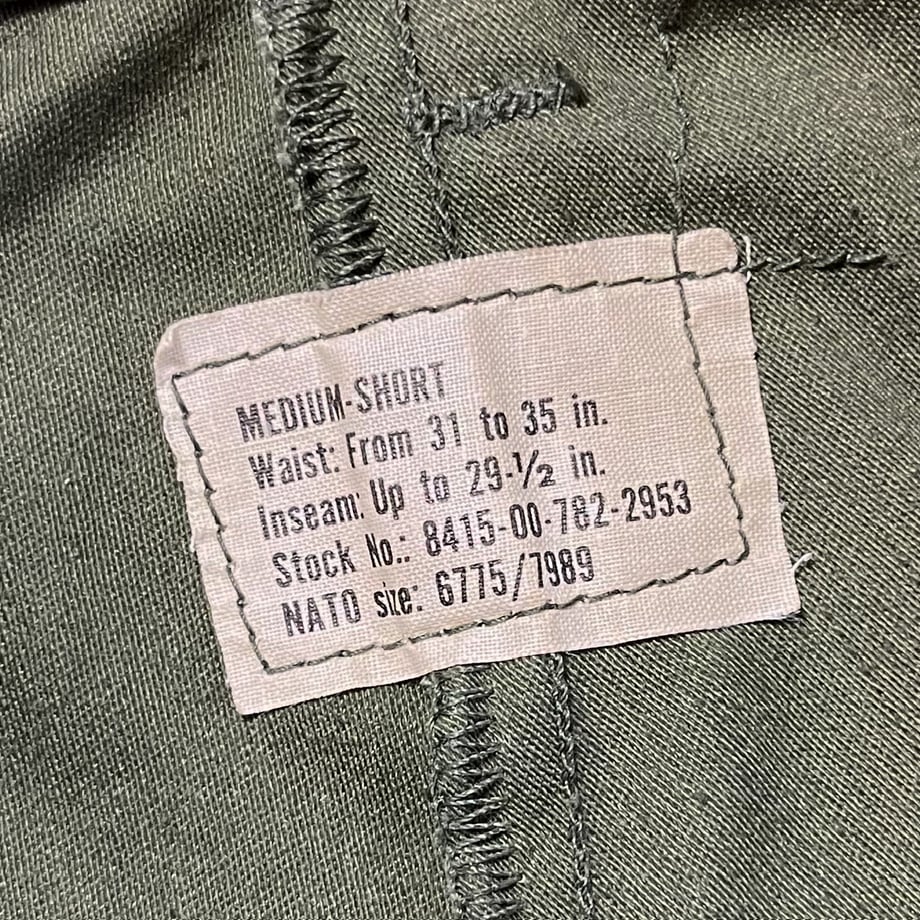 MEDIUM-SHORT
Waist: From 31 to 35 in.
Inseam: Up to 29-½ in.
Stock No.: 8415-00-782-2953
NATO size: 6775/7989